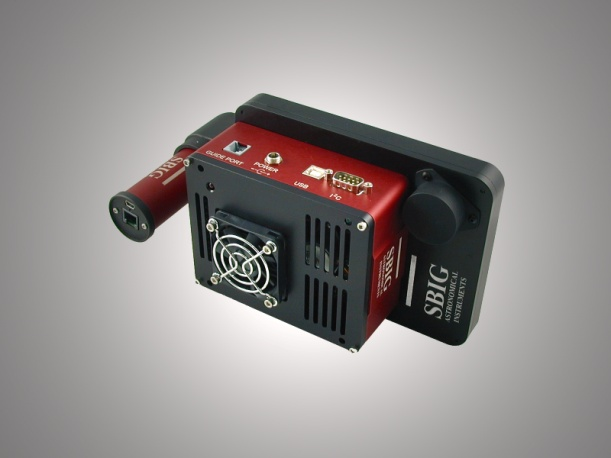 GUIDE PORT
POWER
USB
I²C
SBIG
SBIG
SBIG
ASTRONOMICAL
INSTRUMENTS